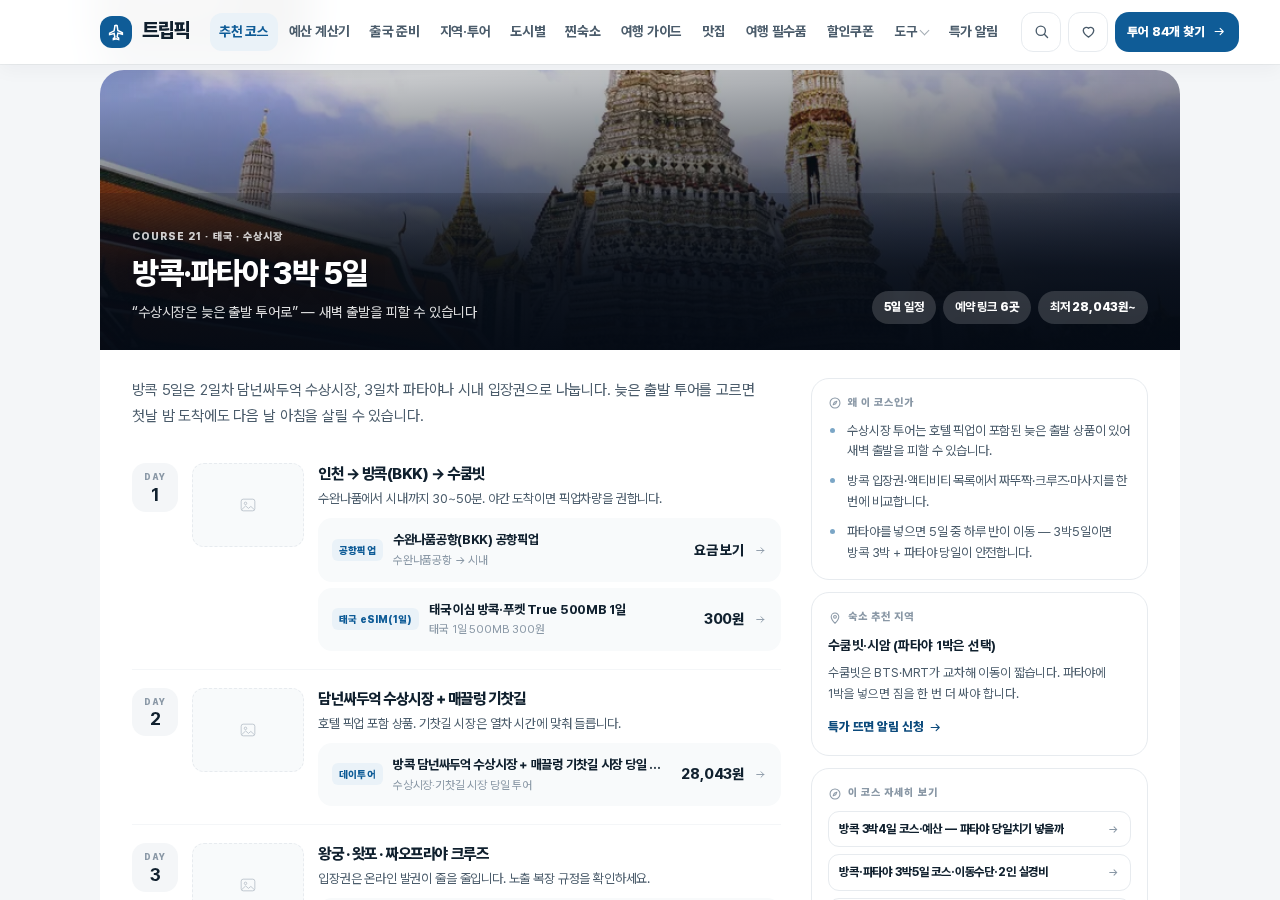 트립픽
추천 코스
예산 계산기
출국 준비
지역·투어
도시별
찐숙소
여행 가이드
맛집
여행 필수품
할인쿠폰
도구
특가 알림
투어 84개 찾기 →
COURSE 21 · 태국 · 수상시장
방콕·파타야 3박 5일
“수상시장은 늦은 출발 투어로” — 새벽 출발을 피할 수 있습니다
5일 일정
예약 링크 6곳
최저 28,043원~
방콕 5일은 2일차 담넌싸두억 수상시장, 3일차 파타야나 시내 입장권으로 나눕니다. 늦은 출발 투어를 고르면
첫날 밤 도착에도 다음 날 아침을 살릴 수 있습니다.
DAY
1
인천 → 방콕(BKK) → 수쿰빗
수완나품에서 시내까지 30~50분. 야간 도착이면 픽업차량을 권합니다.
공항픽업
수완나품공항(BKK) 공항픽업
수완나품공항 → 시내
요금 보기 →
태국 eSIM(1일)
태국 이심 방콕·푸켓 True 500MB 1일
태국 1일 500MB 300원
300원 →
DAY
2
담넌싸두억 수상시장 + 매끌렁 기찻길
호텔 픽업 포함 상품. 기찻길 시장은 열차 시간에 맞춰 들릅니다.
데이투어
방콕 담넌싸두억 수상시장 + 매끌렁 기찻길 시장 당일 ...
수상시장·기찻길 시장 당일 투어
28,043원 →
DAY
3
왕궁 · 왓포 · 짜오프라야 크루즈
입장권은 온라인 발권이 줄을 줄입니다. 노출 복장 규정을 확인하세요.
왜 이 코스인가
수상시장 투어는 호텔 픽업이 포함된 늦은 출발 상품이 있어
새벽 출발을 피할 수 있습니다.
방콕 입장권·액티비티 목록에서 짜뚜짝·크루즈·마사지를 한
번에 비교합니다.
파타야를 넣으면 5일 중 하루 반이 이동 — 3박5일이면
방콕 3박 + 파타야 당일이 안전합니다.
숙소 추천 지역
수쿰빗·시암 (파타야 1박은 선택)
수쿰빗은 BTS·MRT가 교차해 이동이 짧습니다. 파타야에
1박을 넣으면 짐을 한 번 더 싸야 합니다.
특가 뜨면 알림 신청 →
이 코스 자세히 보기
방콕 3박4일 코스·예산 — 파타야 당일치기 넣을까 →
방콕·파타야 3박5일 코스·이동수단·2인 실경비 →